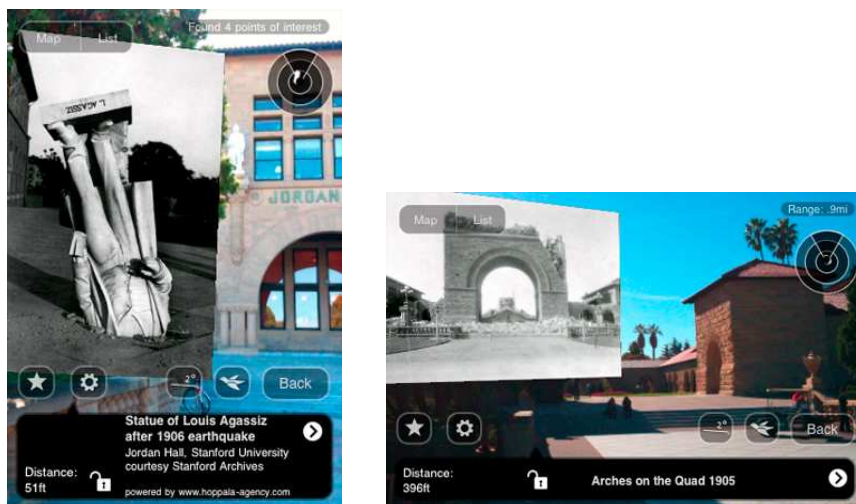 Found 4 points of interest
Map List
L. AGASSIZ
JORDAN
2°
Back
Statue of Louis Agassiz
after 1906 earthquake
Jordan Hall, Stanford University
courtesy Stanford Archives
Distance:
51ft
powered by www.hoppala-agency.com
Range: .9mi
Map List
2°
Back
Distance:
396ft
Arches on the Quad 1905